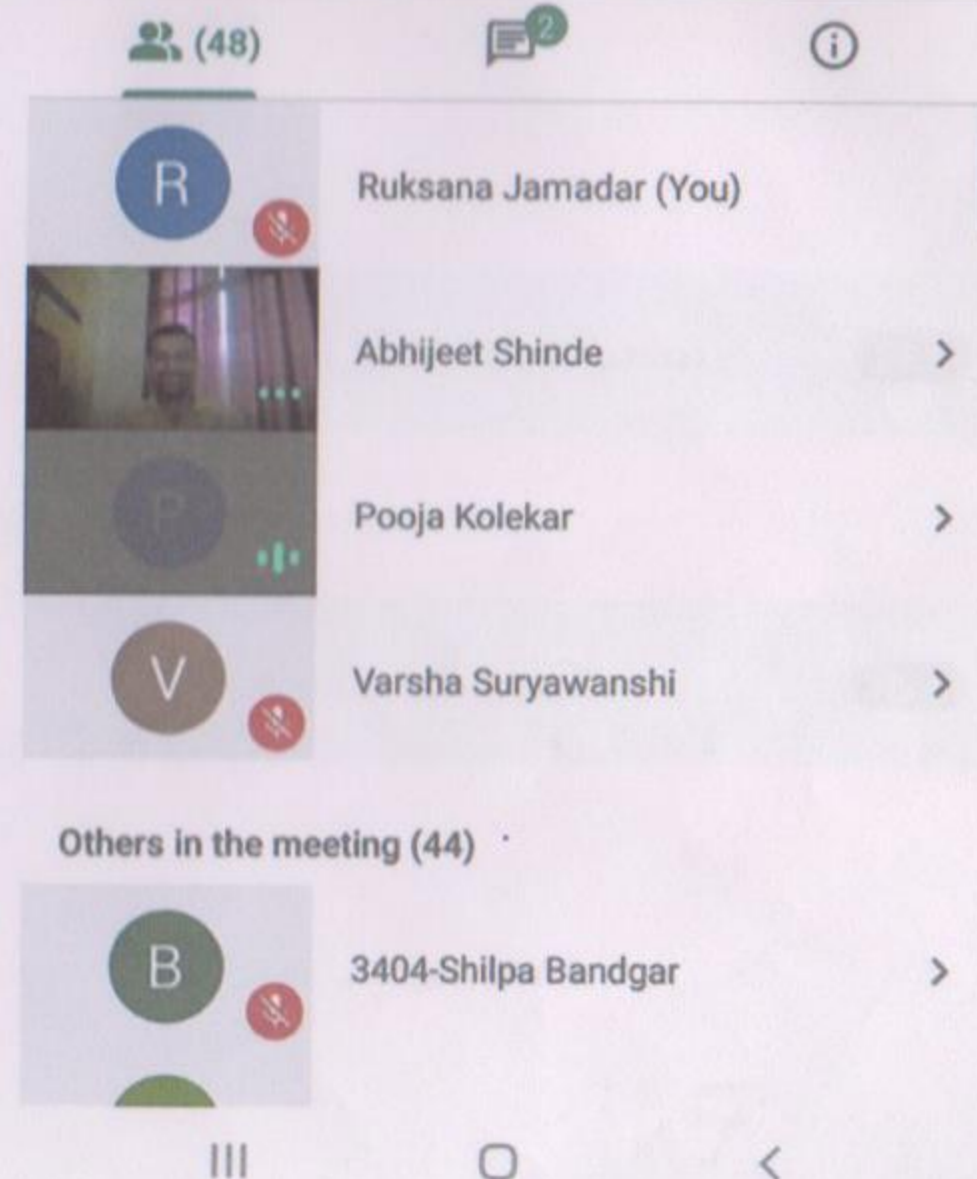 (48)
2
R
Ruksana Jamadar (You)
Abhijeet Shinde
P
Pooja Kolekar
V
Varsha Suryawanshi
Others in the meeting (44)
B
3404-Shilpa Bandgar